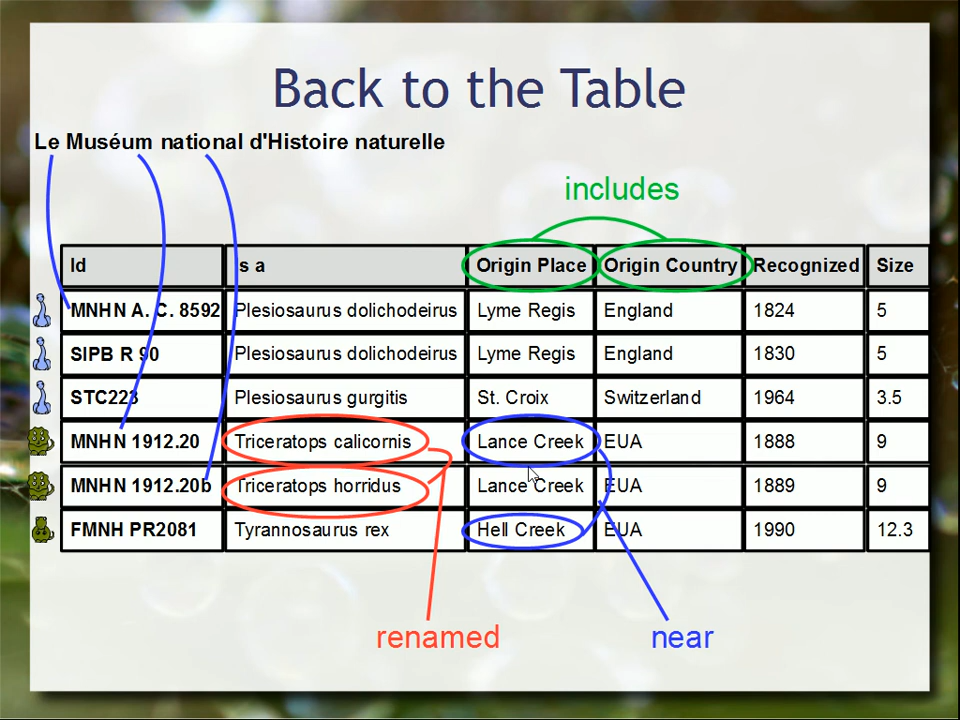 Back to the Table
Le Muséum national d'Histoire naturelle
includes
Id s a Origin Place Origin Country Recognized Size
MNHN A. C. 8592 Plesiosaurus dolichodeirus Lyme Regis England 1824 5
SIPB R 90 Plesiosaurus dolichodeirus Lyme Regis England 1830 5
STC223 Plesiosaurus gurgitis St. Croix Switzerland 1964 3.5
MNHN 1912.20 Triceratops calicornis Lance Creek EUA 1888 9
MNHN 1912.20b Triceratops horridus Lance Creek EUA 1889 9
FMNH PR2081 Tyrannosaurus rex Hell Creek EUA 1990 12.3
renamed near